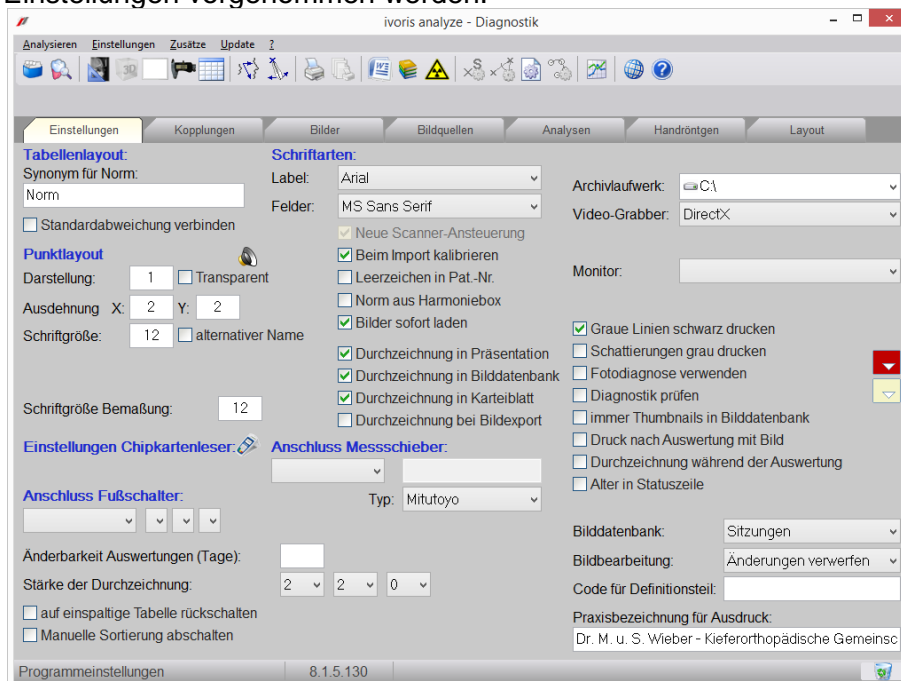 Einstellungen vorgenommen werden.
ivoris analyze - Diagnostik
Analysieren Einstellungen Zusätze Update ?
Einstellungen Kopplungen Bilder Bildquellen Analysen Handröntgen Layout
Tabellenlayout:
Synonym für Norm:
Norm
Standardabweichung verbinden
Punktlayout
Darstellung: 1 Transparent
Ausdehnung X: 2 Y: 2
Schriftgröße: 12 alternativer Name
Schriftgröße Bemaßung: 12
Einstellungen Chipkartenleser:
Anschluss Fußschalter:
Änderbarkeit Auswertungen (Tage):
Stärke der Durchzeichnung: 2 2 0
auf einspaltige Tabelle rückschalten
Manuelle Sortierung abschalten
Schriftarten:
Label: Arial
Felder: MS Sans Serif
Neue Scanner-Ansteuerung
Beim Import kalibrieren
Leerzeichen in Pat.-Nr.
Norm aus Harmoniebox
Bilder sofort laden
Durchzeichnung in Präsentation
Durchzeichnung in Bilddatenbank
Durchzeichnung in Karteiblatt
Durchzeichnung bei Bildexport
Anschluss Messschieber:
Typ: Mitutoyo
Archivlaufwerk: C:\
Video-Grabber: DirectX
Monitor:
Graue Linien schwarz drucken
Schattierungen grau drucken
Fotodiagnose verwenden
Diagnostik prüfen
immer Thumbnails in Bilddatenbank
Druck nach Auswertung mit Bild
Durchzeichnung während der Auswertung
Alter in Statuszeile
Bilddatenbank: Sitzungen
Bildbearbeitung: Änderungen verwerfen
Code für Definitionsteil:
Praxisbezeichnung für Ausdruck:
Dr. M. u. S. Wieber - Kieferorthopädische Gemeinsc
Programmeinstellungen 8.1.5.130